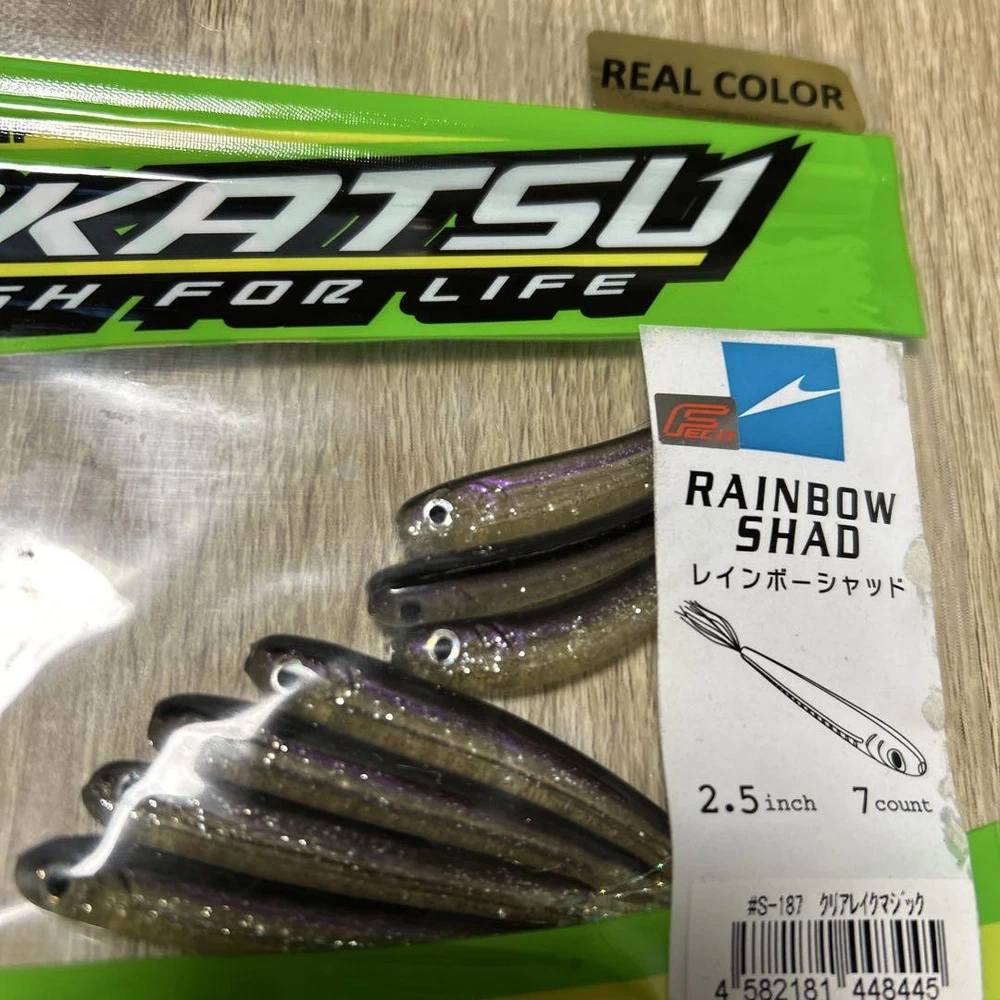 REAL COLOR
KATSU
SH FOR LIFE
FECO
RAINBOW
SHAD
レインボーシャッド
2.5inch 7count
#S-187 クリアレイクマジック
4 582181 448445